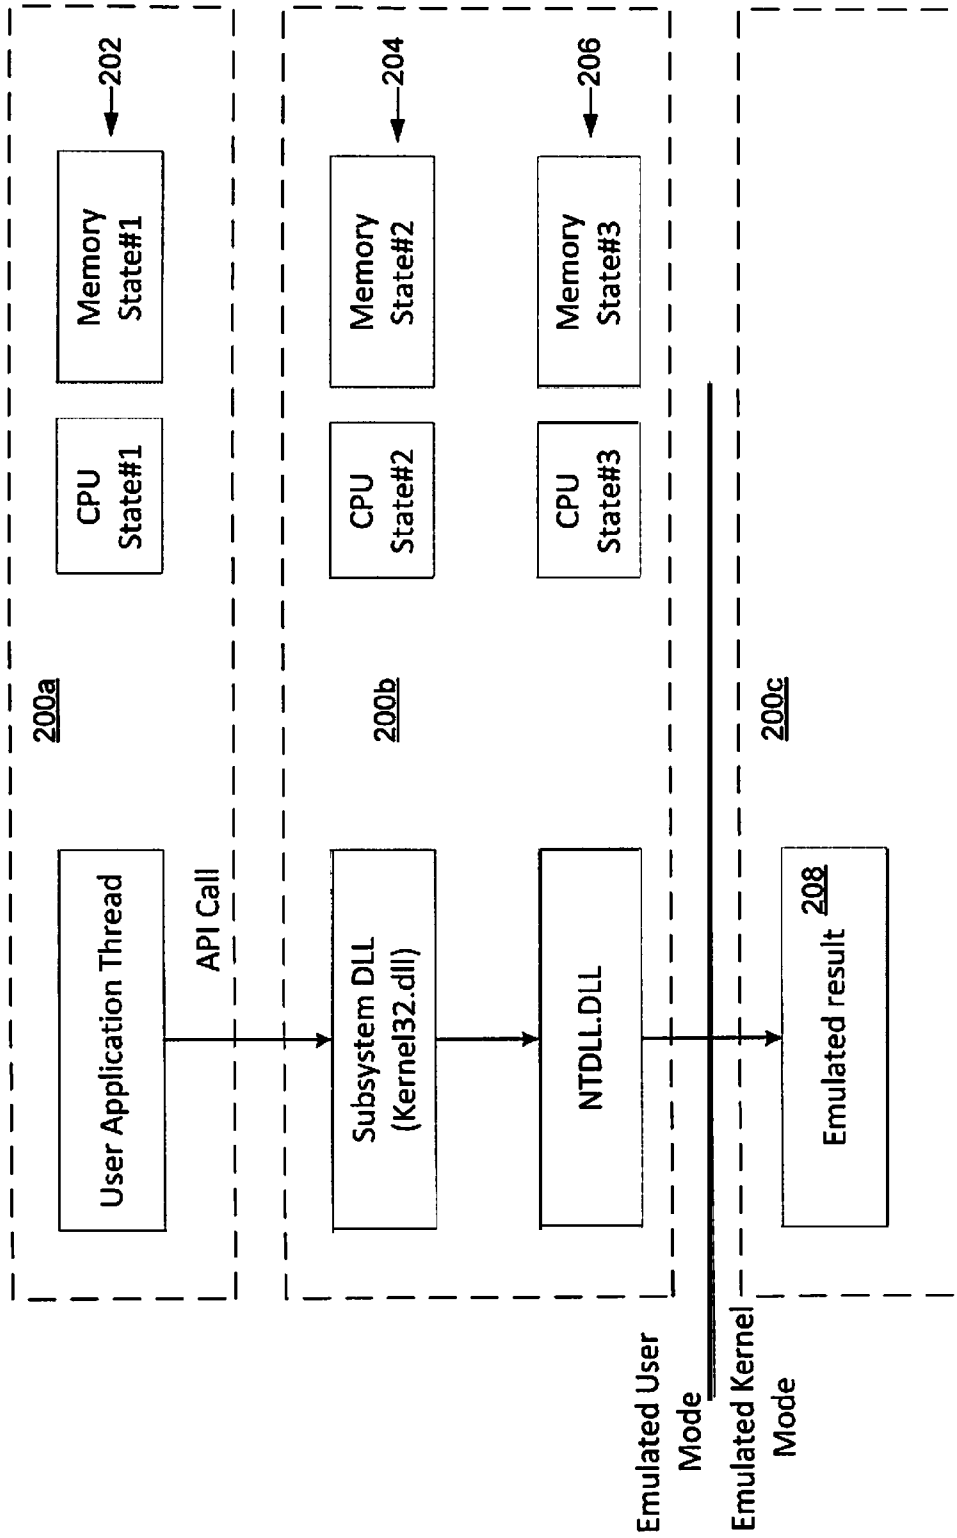 200a
User Application Thread
CPU
State#1
Memory
State#1
202
API Call
200b
Subsystem DLL
(Kernel32.dll)
CPU
State#2
Memory
State#2
204
NTDLL.DLL
CPU
State#3
Memory
State#3
206
Emulated User
Mode
Emulated Kernel
Mode
200c
208
Emulated result